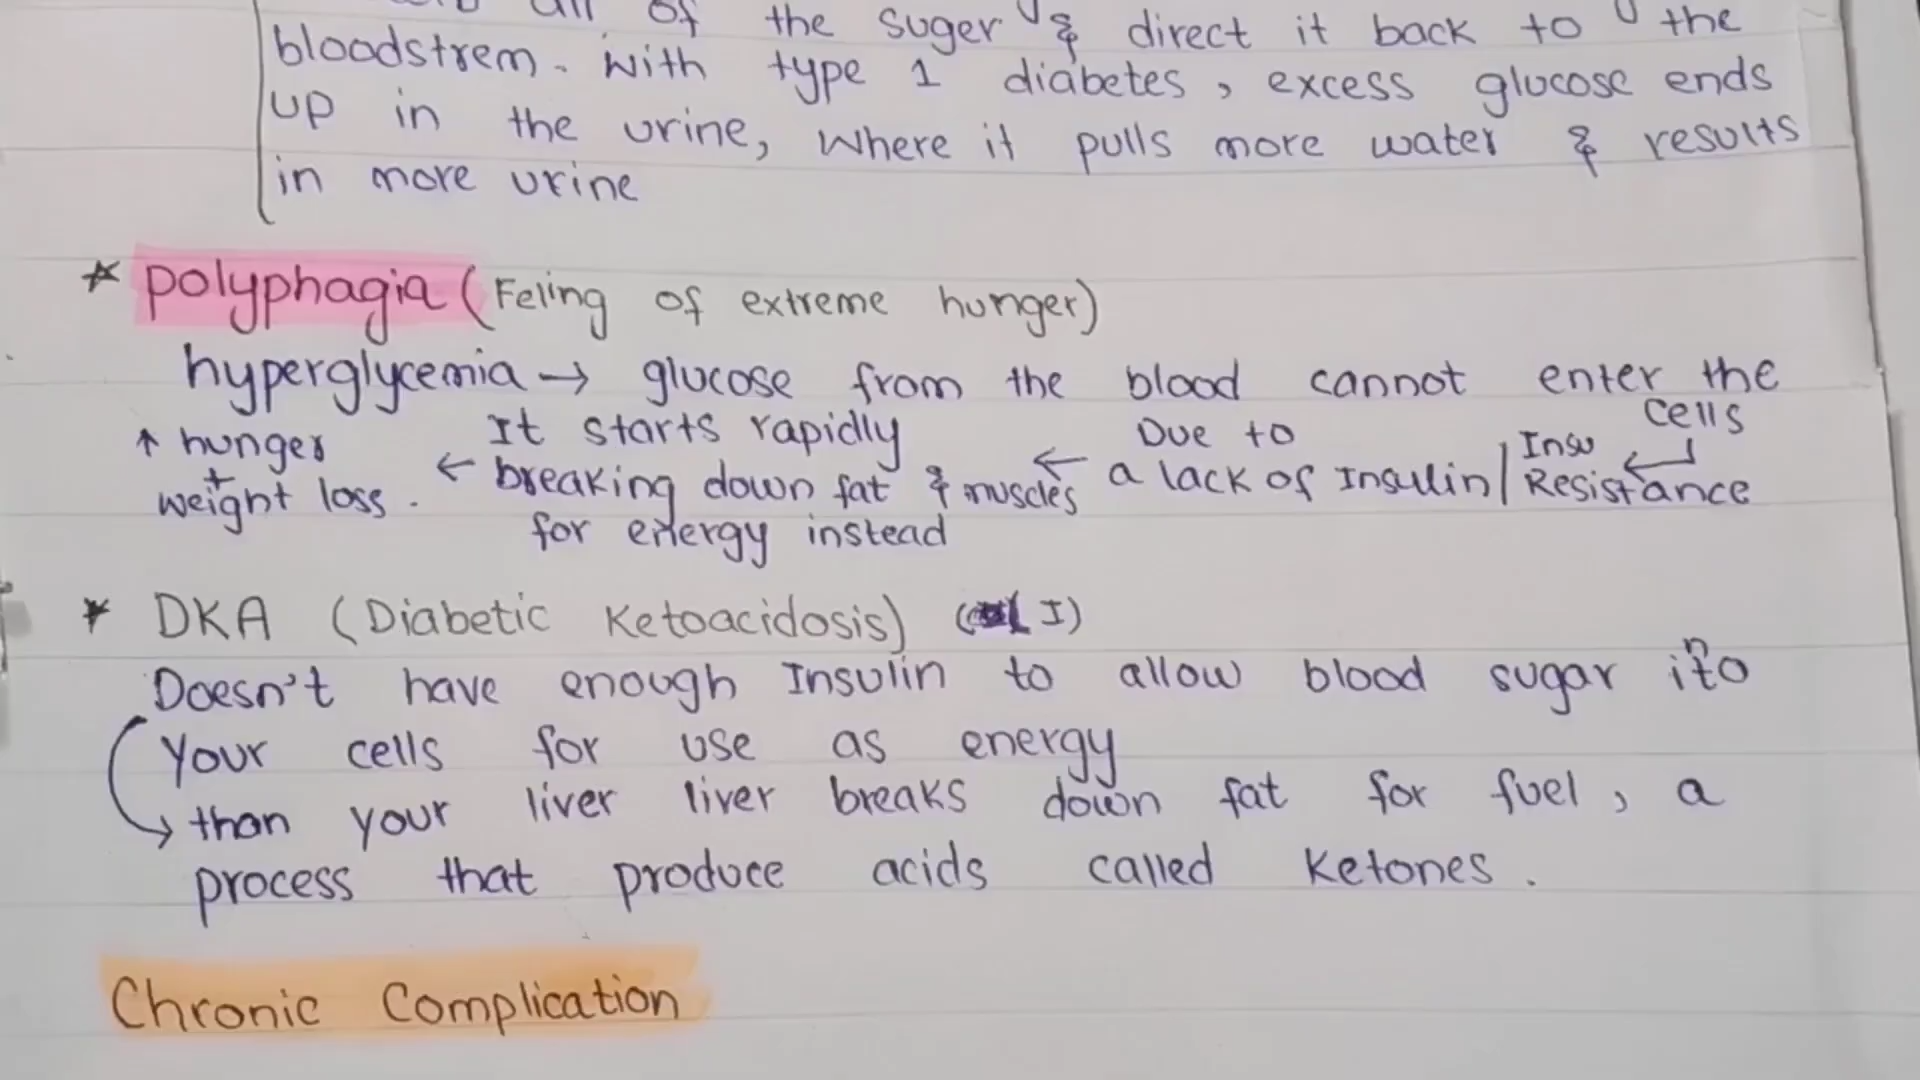 all of the suger & direct it back to the
bloodstrem. With type 1 diabetes, excess glucose ends
up in the urine, Where it pulls more water & results
in more urine
* polyphagia (Feling of extreme hunger)
hyperglycemia → glucose from the blood cannot enter the
cells
← Due to a lack of Insulin / Insu Resistance
← It starts rapidly breaking down fat & muscles
for energy instead
↑ hunger
+
weight loss.
* DKA (Diabetic Ketoacidosis) (I)
Doesn't have enough Insulin to allow blood sugar into
Your cells for use as energy
→ than your liver liver breaks down fat for fuel, a
process that produce acids called Ketones.
Chronic Complication